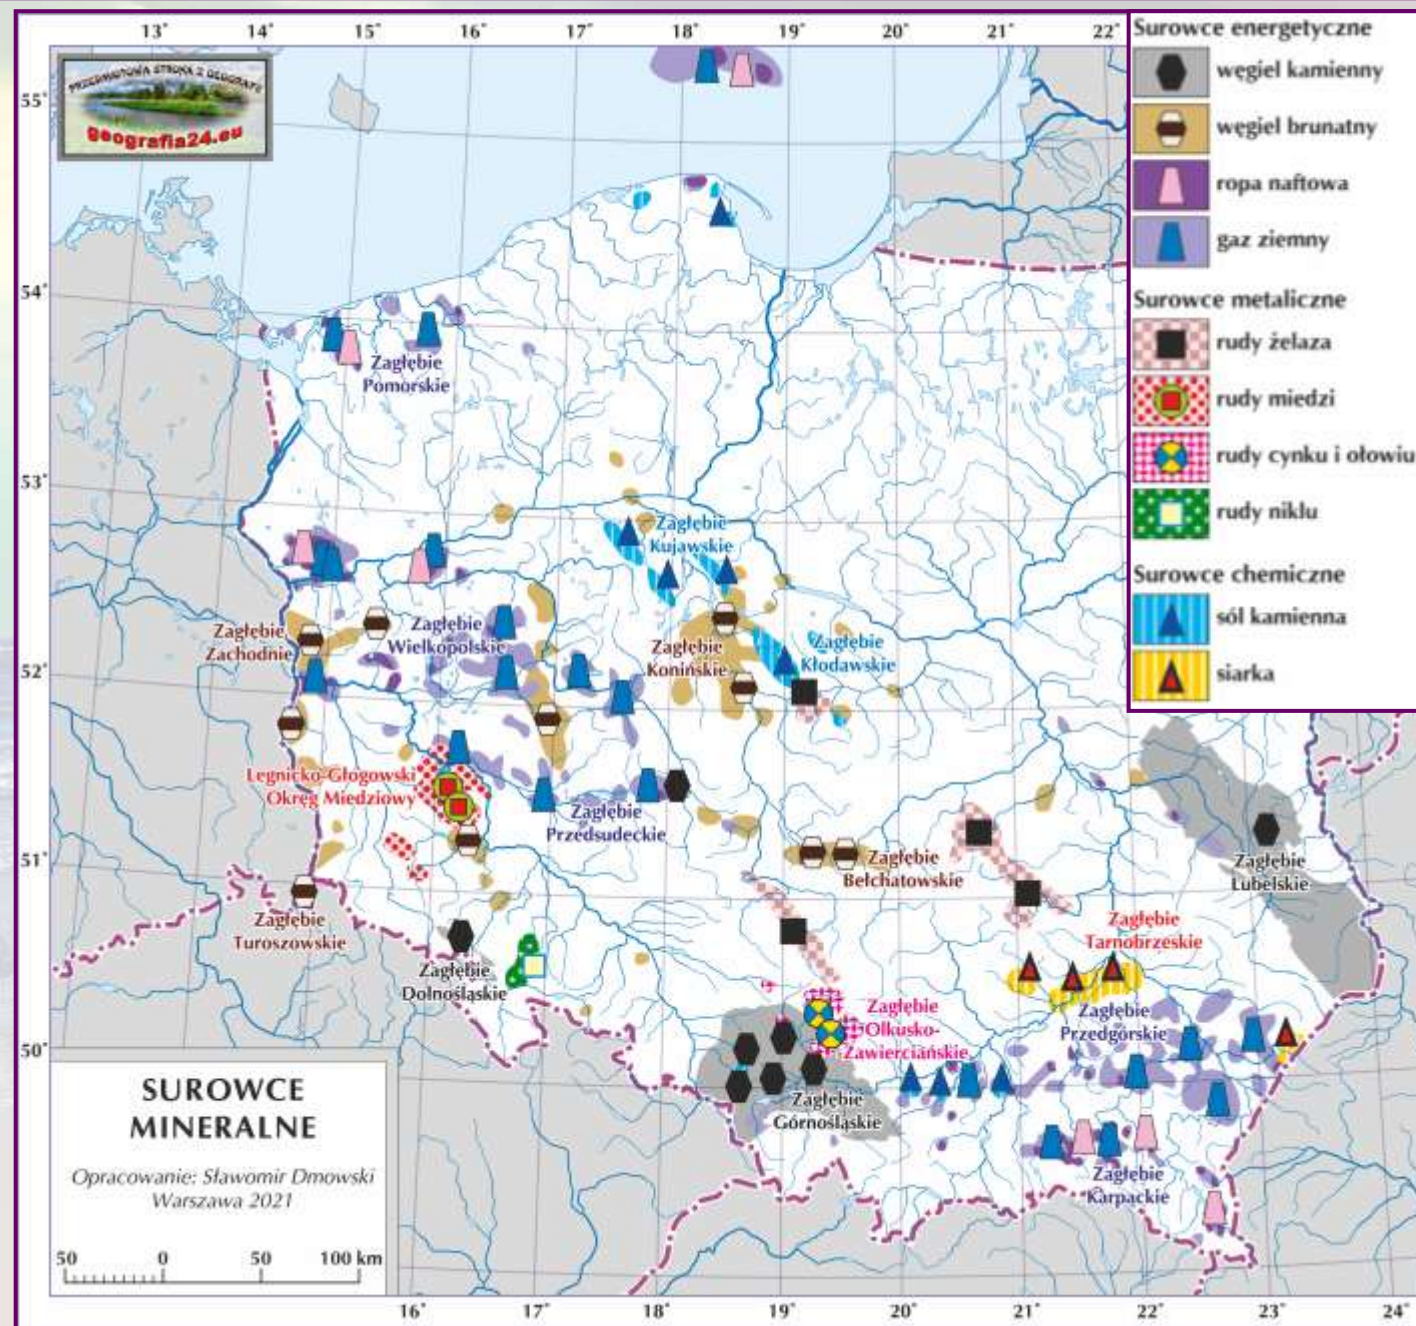 13° 14° 15° 16° 17° 18° 19° 20° 21° 22°
PRZEDMIOTOWA STRONA Z GEOGRAFII
geografia24.eu
55°
54°
53°
52°
51°
50°
Surowce energetyczne
węgiel kamienny
węgiel brunatny
ropa naftowa
gaz ziemny
Surowce metaliczne
rudy żelaza
rudy miedzi
rudy cynku i ołowiu
rudy niklu
Surowce chemiczne
sól kamienna
siarka
Zagłębie
Pomorskie
Zagłębie
Kujawskie
Zagłębie
Zachodnie
Zagłębie
Wielkopolskie
Zagłębie
Konińskie
Zagłębie
Kłodawskie
Legnicko-Głogowski
Okręg Miedziowy
Zagłębie
Przedsudeckie
Zagłębie
Bełchatowskie
Zagłębie
Lubelskie
Zagłębie
Turoszowskie
Zagłębie
Dolnośląskie
Zagłębie
Tarnobrzeskie
Zagłębie
Olkusko-
Zawierciańskie
Zagłębie
Przedgórskie
Zagłębie
Górnośląskie
Zagłębie
Karpackie
SUROWCE
MINERALNE
Opracowanie: Sławomir Dmowski
Warszawa 2021
50 0 50 100 km
16° 17° 18° 19° 20° 21° 22° 23° 24°